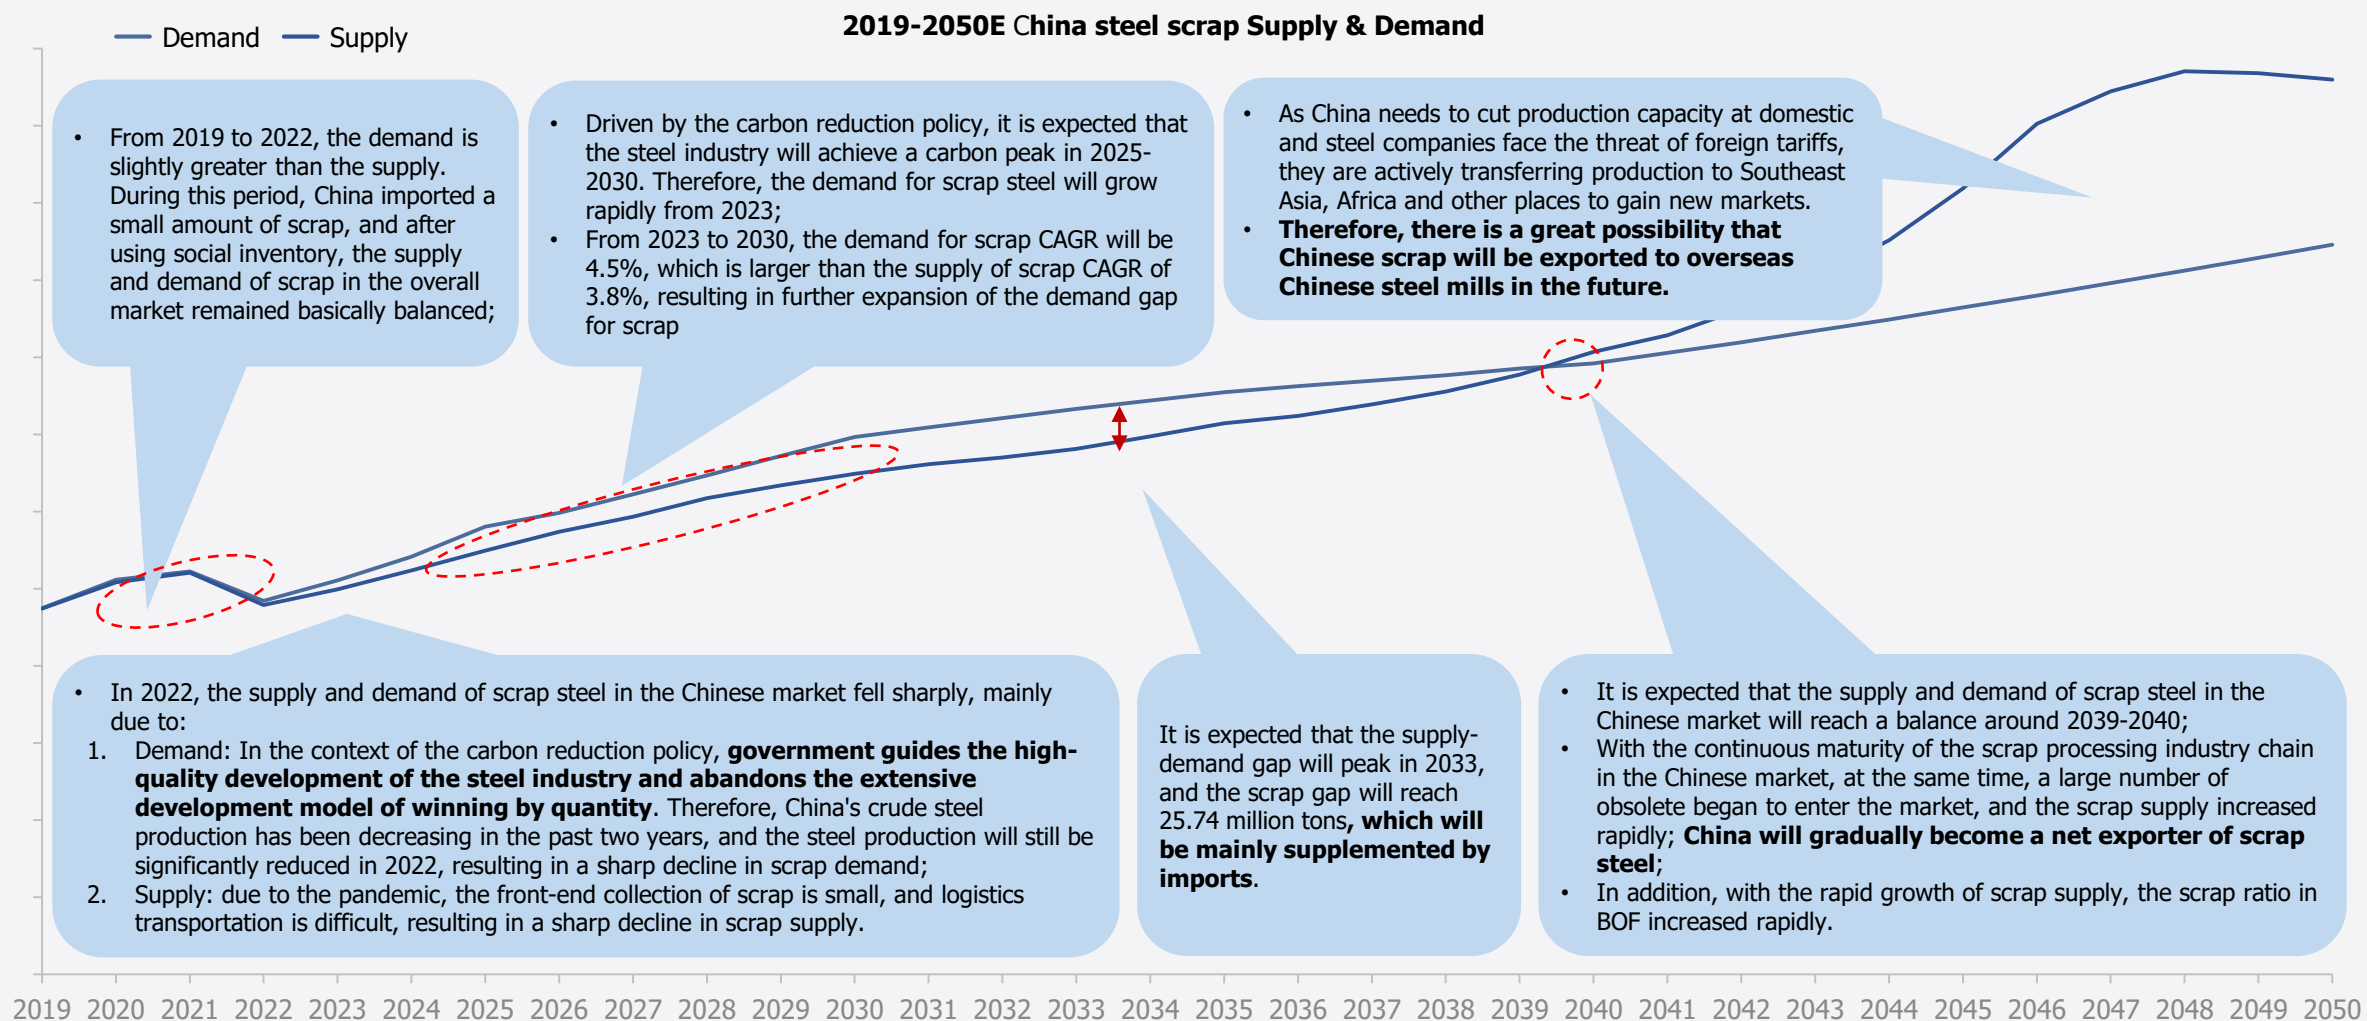 2019-2050E China steel scrap Supply & Demand
Demand
Supply
• From 2019 to 2022, the demand is
slightly greater than the supply.
During this period, China imported a
small amount of scrap, and after
using social inventory, the supply
and demand of scrap in the overall
market remained basically balanced;
• Driven by the carbon reduction policy, it is expected that
the steel industry will achieve a carbon peak in 2025-
2030. Therefore, the demand for scrap steel will grow
rapidly from 2023;
• From 2023 to 2030, the demand for scrap CAGR will be
4.5%, which is larger than the supply of scrap CAGR of
3.8%, resulting in further expansion of the demand gap
for scrap
• As China needs to cut production capacity at domestic
and steel companies face the threat of foreign tariffs,
they are actively transferring production to Southeast
Asia, Africa and other places to gain new markets.
• Therefore, there is a great possibility that
Chinese scrap will be exported to overseas
Chinese steel mills in the future.
• In 2022, the supply and demand of scrap steel in the Chinese market fell sharply, mainly
due to:
1. Demand: In the context of the carbon reduction policy, government guides the high-
quality development of the steel industry and abandons the extensive
development model of winning by quantity. Therefore, China's crude steel
production has been decreasing in the past two years, and the steel production will still be
significantly reduced in 2022, resulting in a sharp decline in scrap demand;
2. Supply: due to the pandemic, the front-end collection of scrap is small, and logistics
transportation is difficult, resulting in a sharp decline in scrap supply.
It is expected that the supply-
demand gap will peak in 2033,
and the scrap gap will reach
25.74 million tons, which will
be mainly supplemented by
imports.
• It is expected that the supply and demand of scrap steel in the
Chinese market will reach a balance around 2039-2040;
• With the continuous maturity of the scrap processing industry chain
in the Chinese market, at the same time, a large number of
obsolete began to enter the market, and the scrap supply increased
rapidly; China will gradually become a net exporter of scrap
steel;
• In addition, with the rapid growth of scrap supply, the scrap ratio in
BOF increased rapidly.
2019 2020 2021 2022 2023 2024 2025 2026 2027 2028 2029 2030 2031 2032 2033 2034 2035 2036 2037 2038 2039 2040 2041 2042 2043 2044 2045 2046 2047 2048 2049 2050